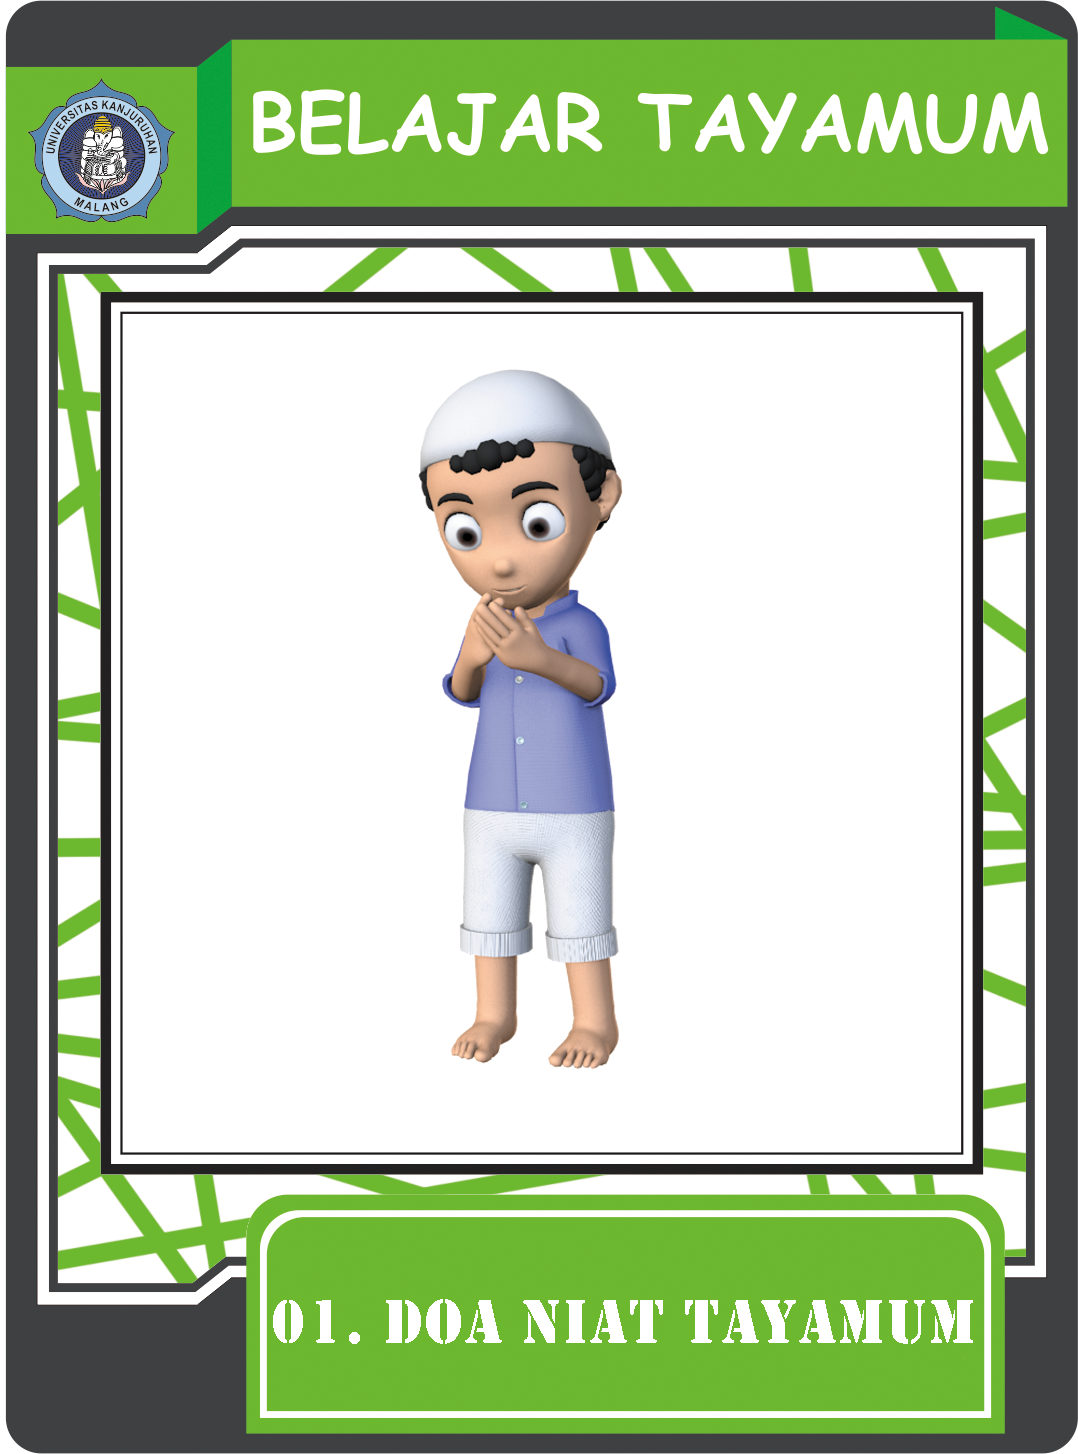 UNIVERSITAS KANJURUHAN
MALANG
BELAJAR TAYAMUM
01. DOA NIAT TAYAMUM